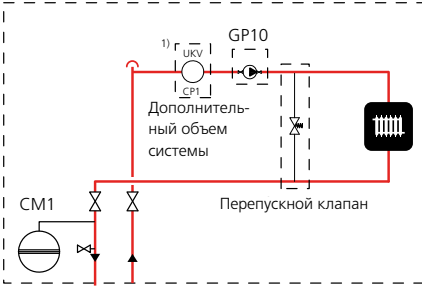 1)
UKV
CP1
GP10
Дополнитель-
ный объем
системы
Перепускной клапан
CM1